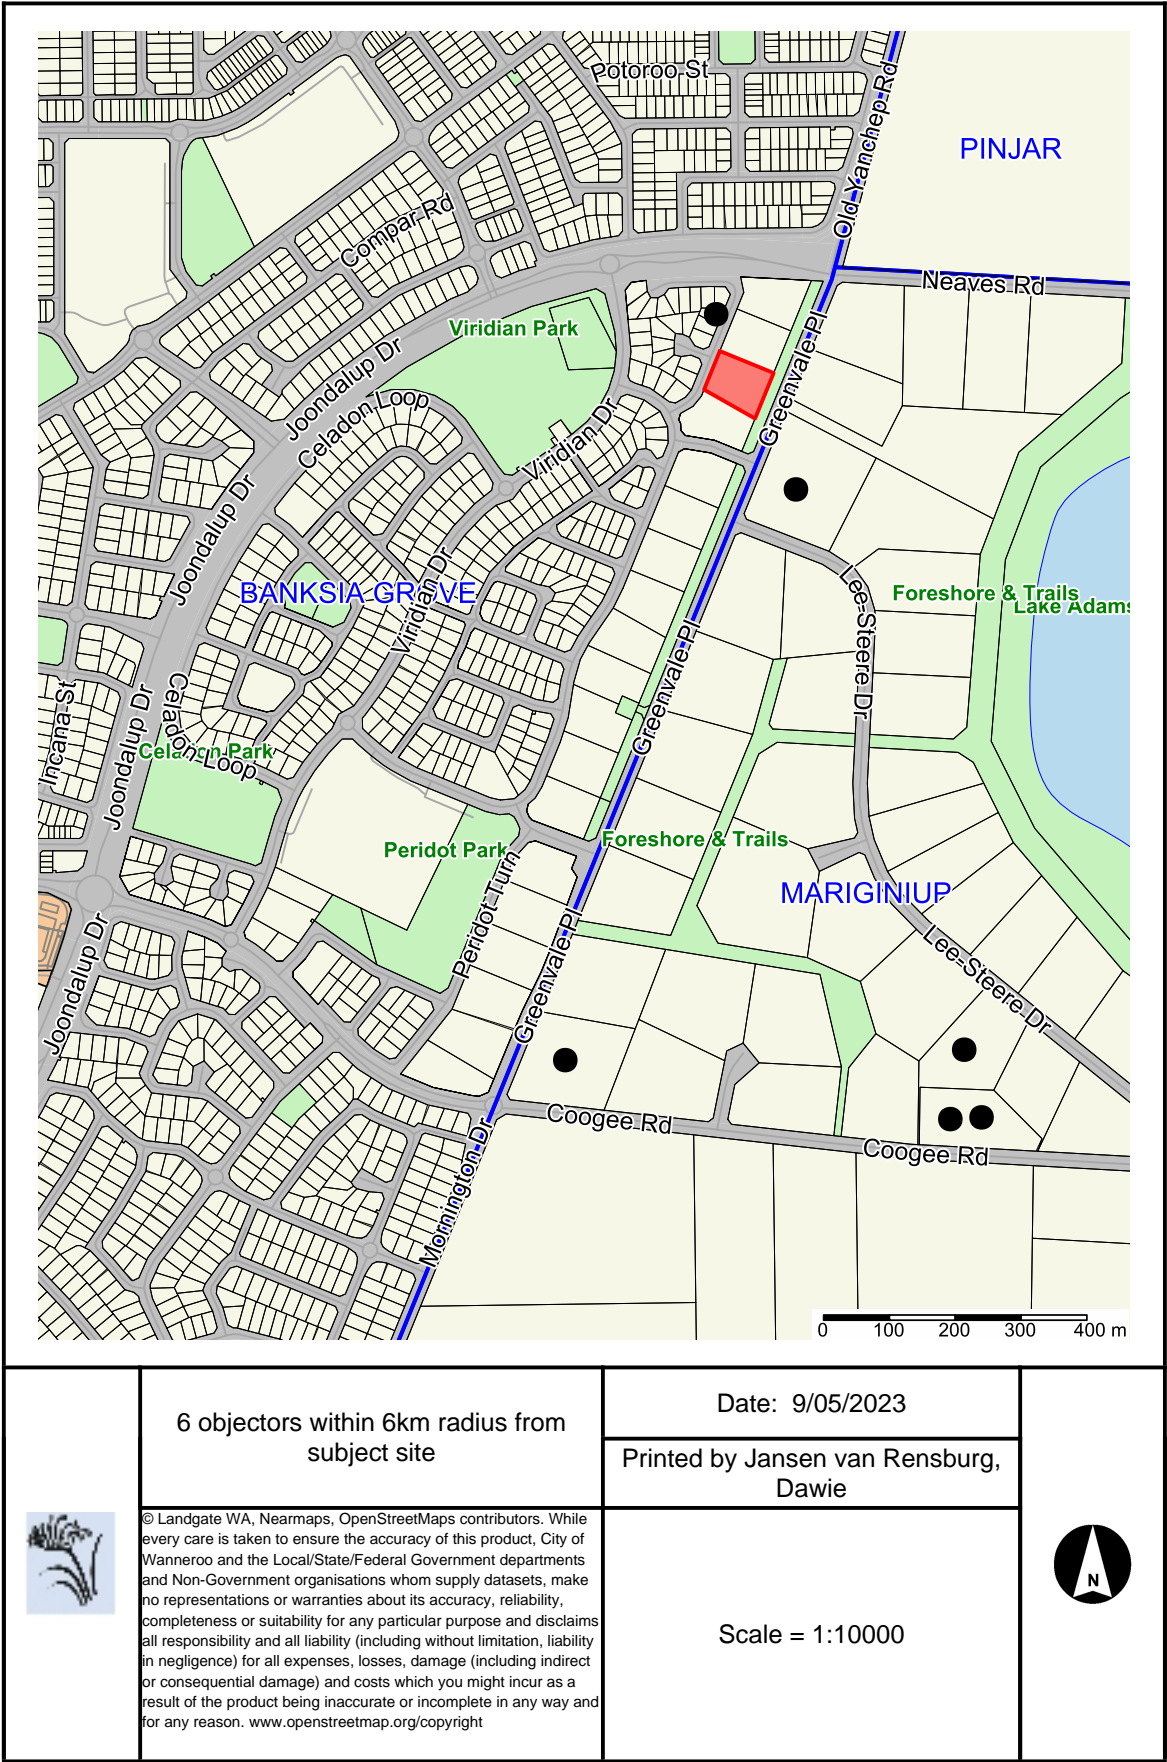 Potoroo St
Old Yanchep Rd
PINJAR
Compar Rd
Neaves Rd
Viridian Park
Joondalup Dr
Greenvale Pl
Celadon Loop
Viridian Dr
Joondalup Dr
BANKSIA GROVE
Viridian Dr
Lee-Steere Dr
Foreshore & Trails
Lake Adams
Greenvale Pl
Incana St
Joondalup Dr
Celadon Loop
Celadon Park
Peridot Park
Foreshore & Trails
Peridot Turn
MARIGINIUP
Joondalup Dr
Greenvale Pl
Lee-Steere Dr
Coogee Rd
Coogee Rd
Mornington Dr
0 100 200 300 400 m
6 objectors within 6km radius from
subject site
Date: 9/05/2023
Printed by Jansen van Rensburg,
Dawie
© Landgate WA, Nearmaps, OpenStreetMaps contributors. While
every care is taken to ensure the accuracy of this product, City of
Wanneroo and the Local/State/Federal Government departments
and Non-Government organisations whom supply datasets, make
no representations or warranties about its accuracy, reliability,
completeness or suitability for any particular purpose and disclaims
all responsibility and all liability (including without limitation, liability
in negligence) for all expenses, losses, damage (including indirect
or consequential damage) and costs which you might incur as a
result of the product being inaccurate or incomplete in any way and
for any reason. www.openstreetmap.org/copyright
Scale = 1:10000
N